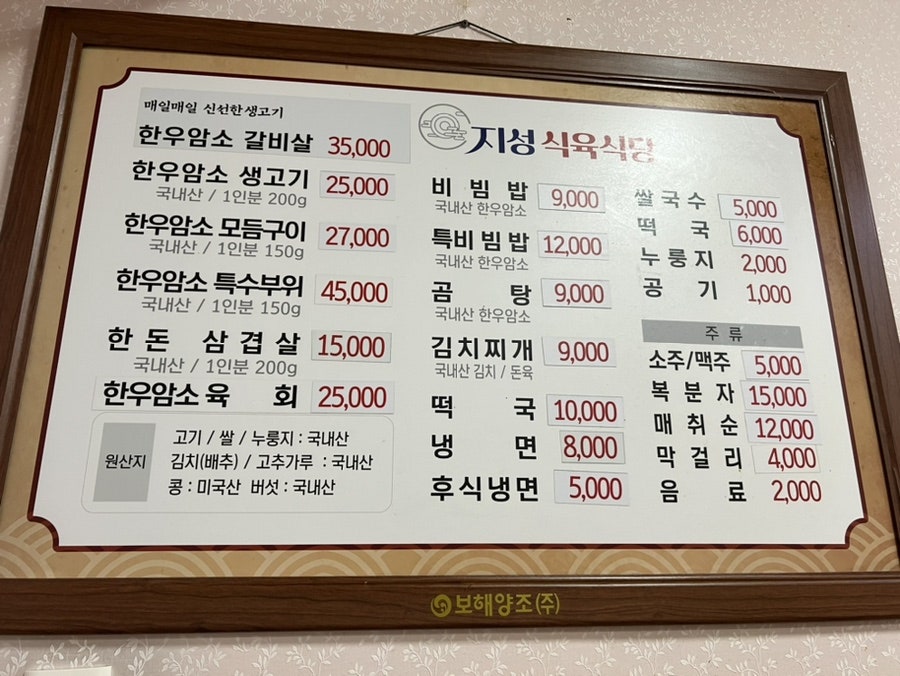 매일매일 신선한 생고기
한우암소 갈비살 35,000
한우암소 생고기 25,000
국내산 / 1인분 200g
한우암소 모듬구이 27,000
국내산 / 1인분 150g
한우암소 특수부위 45,000
국내산 / 1인분 150g
한돈 삼겹살 15,000
국내산 / 1인분 200g
한우암소 육회 25,000
원산지
고기 / 쌀 / 누룽지 : 국내산
김치(배추) / 고추가루 : 국내산
콩 : 미국산 버섯 : 국내산
지성 식육식당
비빔밥 9,000
국내산 한우암소
특비빔밥 12,000
국내산 한우암소
곰탕 9,000
국내산 한우암소
김치찌개 9,000
국내산 김치 / 돈육
떡국 10,000
냉면 8,000
후식냉면 5,000
쌀국수 5,000
떡국 6,000
누룽지 2,000
공기 1,000
주류
소주/맥주 5,000
복분자 15,000
매취순 12,000
막걸리 4,000
음료 2,000
보해양조(주)